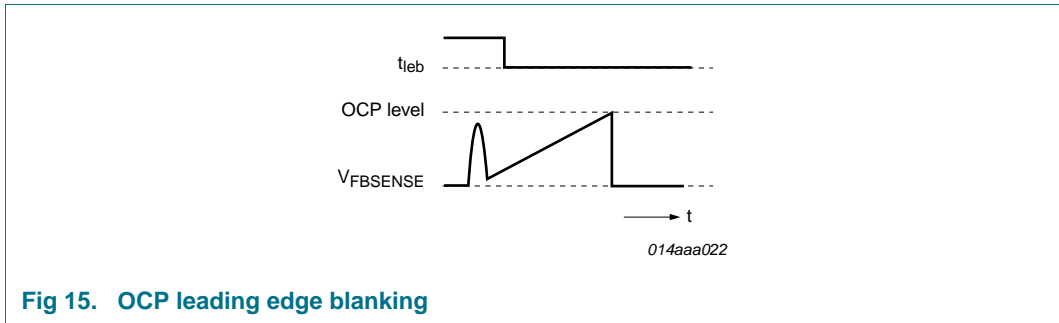 tleb
OCP level
VFBSENSE
t
014aaa022
Fig 15. OCP leading edge blanking